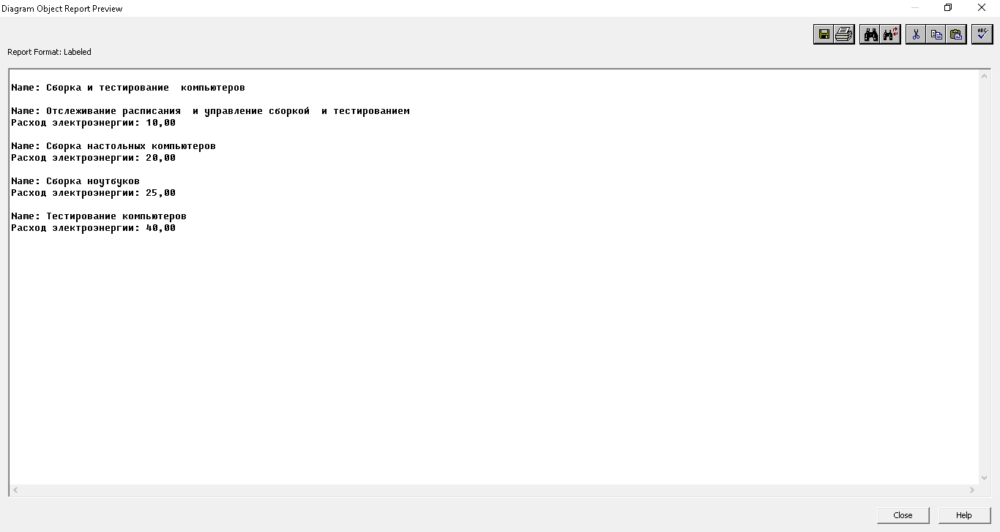 Diagram Object Report Preview
ABC
Report Format: Labeled
Name: Сборка и тестирование  компьютеров
Name: Отслеживание расписания  и управление сборкой  и тестированием
Расход электроэнергии: 10,00
Name: Сборка настольных компьютеров
Расход электроэнергии: 20,00
Name: Сборка ноутбуков
Расход электроэнергии: 25,00
Name: Тестирование компьютеров
Расход электроэнергии: 40,00
Close
Help